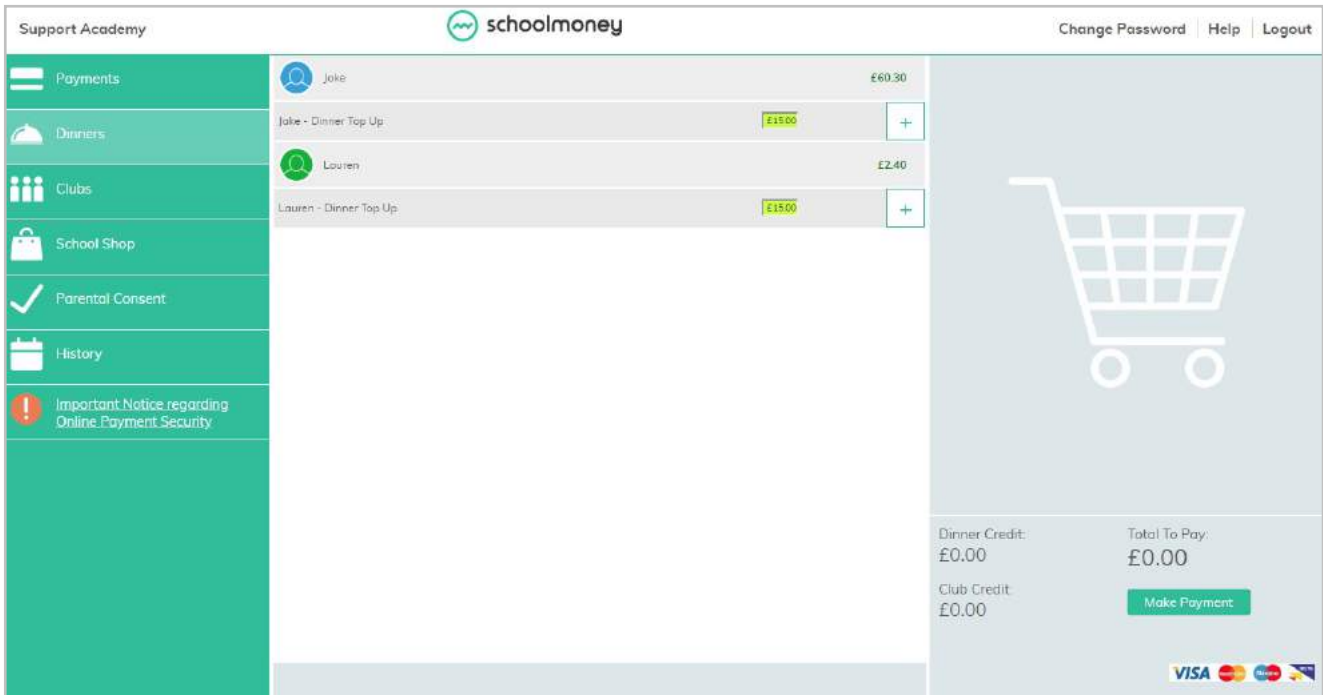 Support Academy
schoolmoney
Change Password Help Logout
Payments
Dinners
Clubs
School Shop
Parental Consent
History
Important Notice regarding
Online Payment Security
Jake £60.30
Jake - Dinner Top Up £15.00 +
Lauren £2.40
Lauren - Dinner Top Up £15.00 +
Dinner Credit: Total To Pay:
£0.00 £0.00
Club Credit:
£0.00
Make Payment
VISA